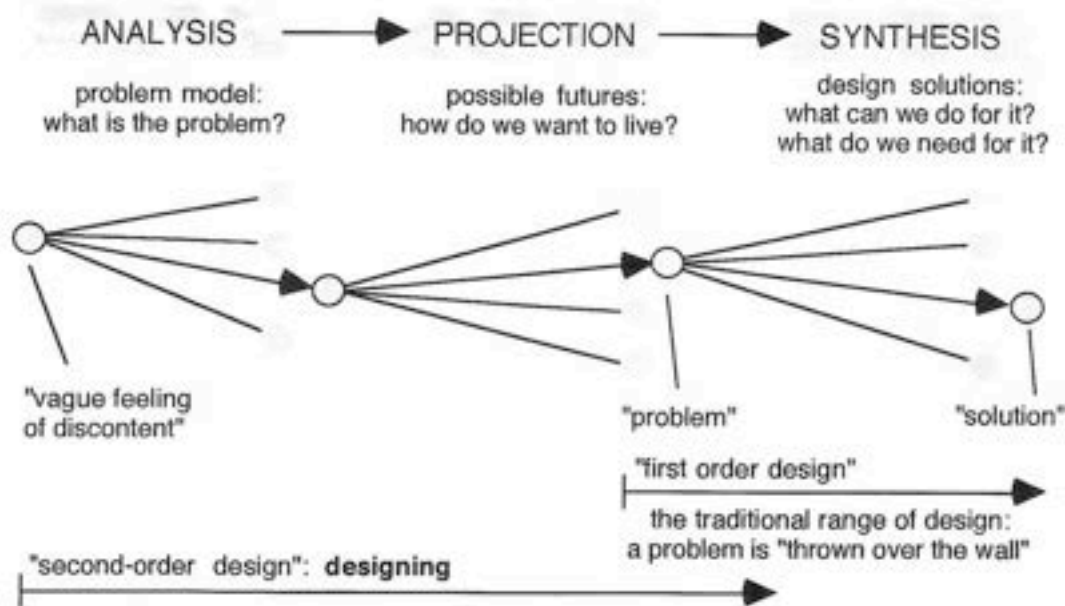 ANALYSIS
PROJECTION
SYNTHESIS
problem model:
what is the problem?
possible futures:
how do we want to live?
design solutions:
what can we do for it?
what do we need for it?
"vague feeling
of discontent"
"problem"
"solution"
"first order design"
the traditional range of design:
a problem is "thrown over the wall"
"second-order design": designing